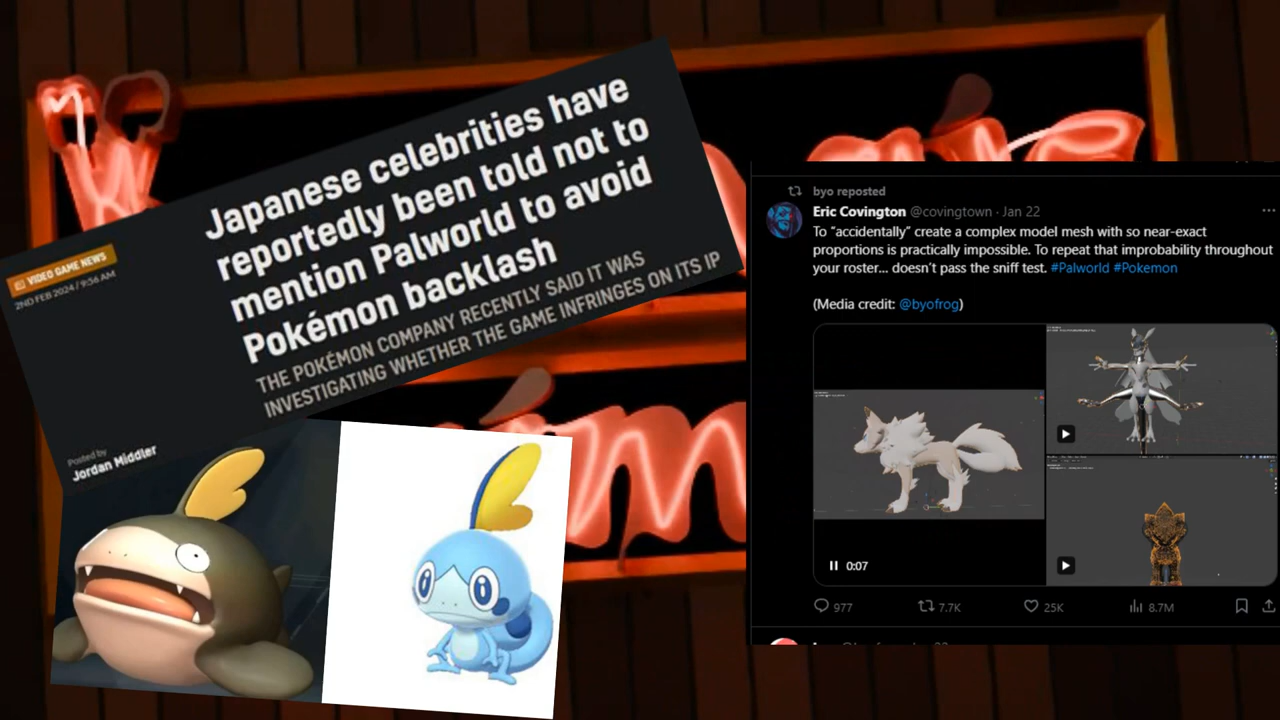 VIDEO GAME NEWS
2ND FEB 2024 / 9:56 AM
Japanese celebrities have
reportedly been told not to
mention Palworld to avoid
Pokémon backlash
THE POKÉMON COMPANY RECENTLY SAID IT WAS
INVESTIGATING WHETHER THE GAME INFRINGES ON ITS IP
Posted by
Jordan Middler
byo reposted
Eric Covington @covingtown · Jan 22
To “accidentally” create a complex model mesh with so near-exact
proportions is practically impossible. To repeat that improbability throughout
your roster... doesn’t pass the sniff test. #Palworld #Pokemon
(Media credit: @byofrog)
0:07
977
7.7K
25K
8.7M